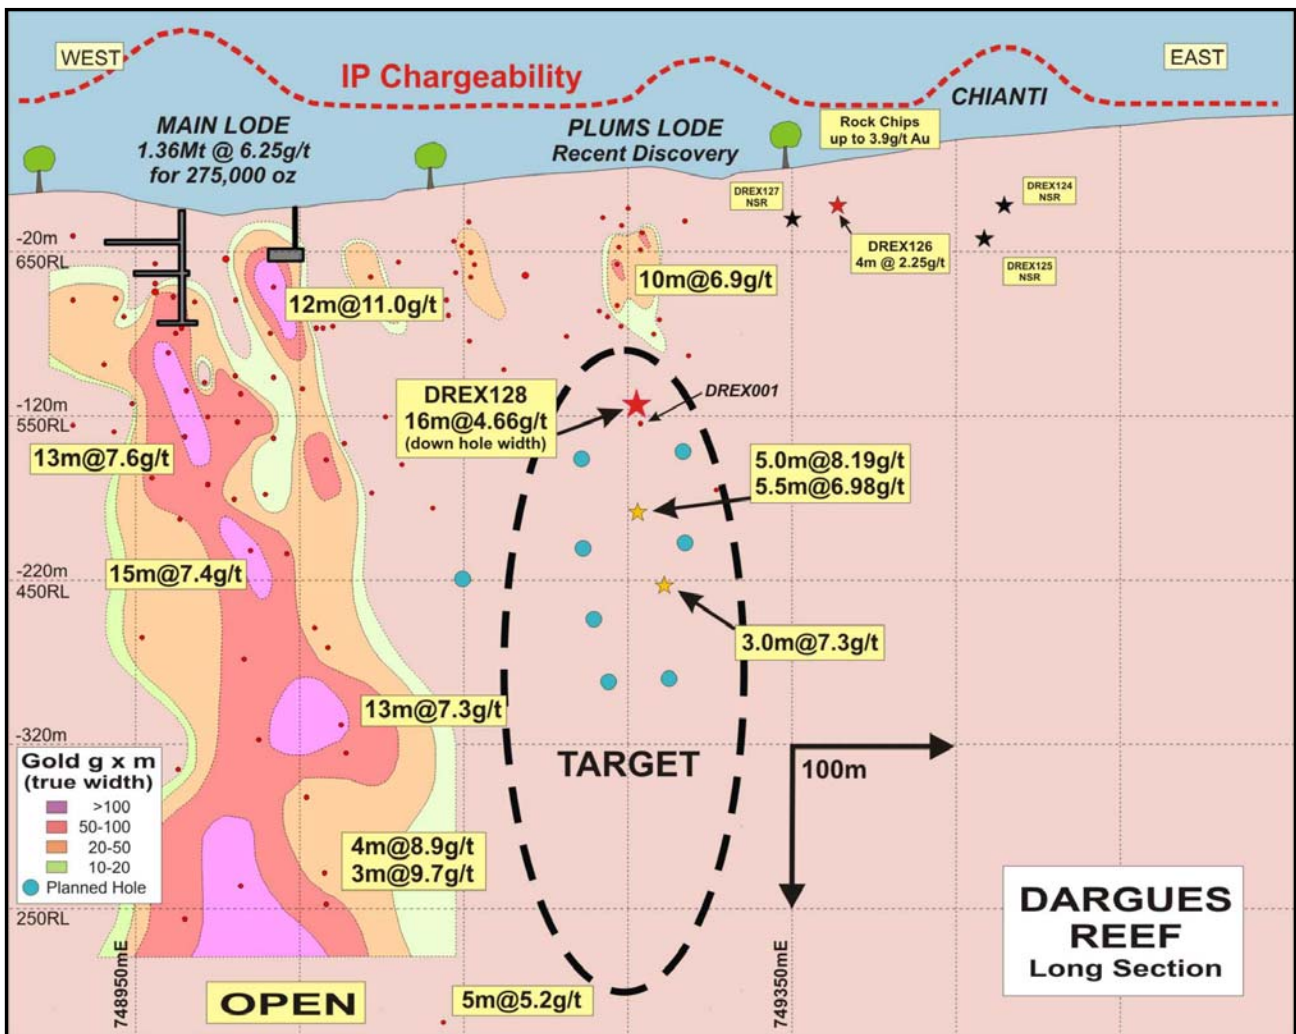 WEST
IP Chargeability
EAST
CHIANTI
MAIN LODE
1.36Mt @ 6.25g/t
for 275,000 oz
PLUMS LODE
Recent Discovery
Rock Chips
up to 3.9g/t Au
DREX127
NSR
DREX124
NSR
DREX126
4m @ 2.25g/t
DREX125
NSR
-20m
650RL
12m@11.0g/t
10m@6.9g/t
DREX128
16m@4.66g/t
(down hole width)
DREX001
-120m
550RL
13m@7.6g/t
5.0m@8.19g/t
5.5m@6.98g/t
15m@7.4g/t
-220m
450RL
3.0m@7.3g/t
13m@7.3g/t
-320m
TARGET
100m
Gold g x m
(true width)
>100
50-100
20-50
10-20
Planned Hole
4m@8.9g/t
3m@9.7g/t
250RL
748950mE
749350mE
OPEN
5m@5.2g/t
DARGUES
REEF
Long Section